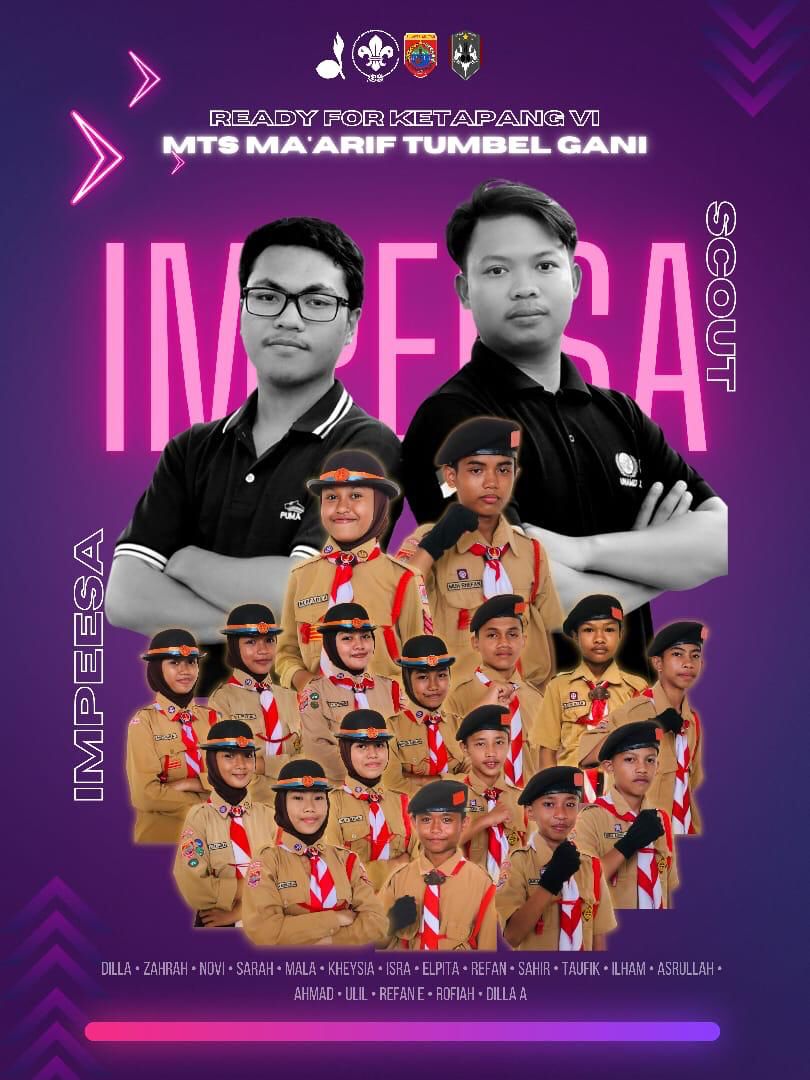 READY FOR KETAPANG VI
MTS MA'ARIF TUMBEL GANI
IMPEESA
SCOUT
PUMA
IMPEESA
DILLA • ZAHRAH • NOVI • SARAH • MALA • KHEYSIA • ISRA • ELPITA • REFAN • SAHIR • TAUFIK • ILHAM • ASRULLAH •
AHMAD • ULIL • REFAN E • ROFIAH • DILLA A